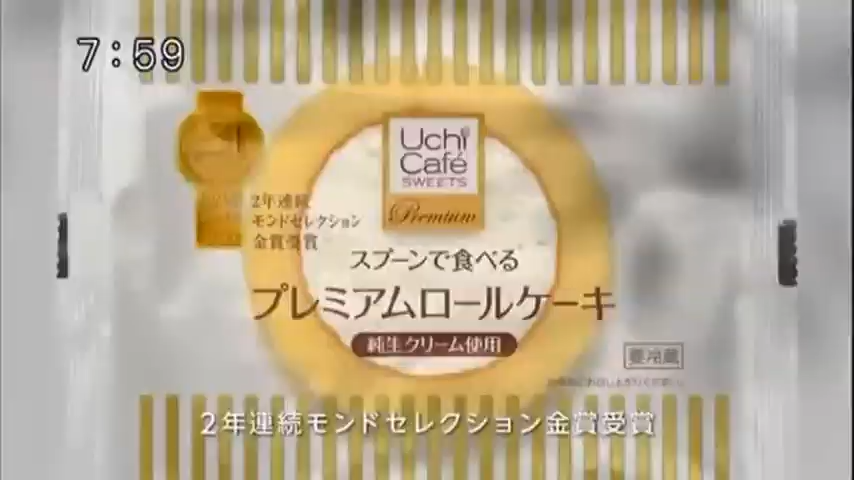 7:59
Uchi
Café
SWEETS
Premium
2年連続
モンドセレクション
金賞受賞
スプーンで食べる
プレミアムロールケーキ
純生クリーム使用
要冷蔵
2年連続モンドセレクション金賞受賞